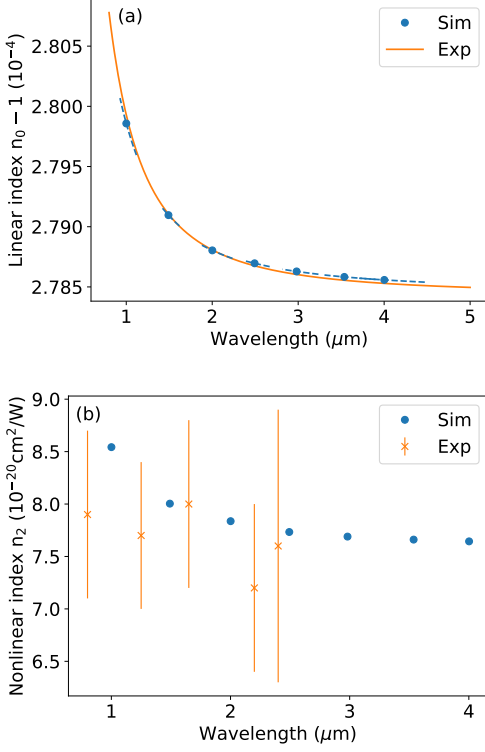 (a)
Sim
Exp
2.805
2.800
2.795
2.790
2.785
Linear index n₀ − 1 (10⁻⁴)
1 2 3 4 5
Wavelength (μm)
(b)
Sim
Exp
9.0
8.5
8.0
7.5
7.0
6.5
Nonlinear index n₂ (10⁻²⁰cm²/W)
1 2 3 4
Wavelength (μm)